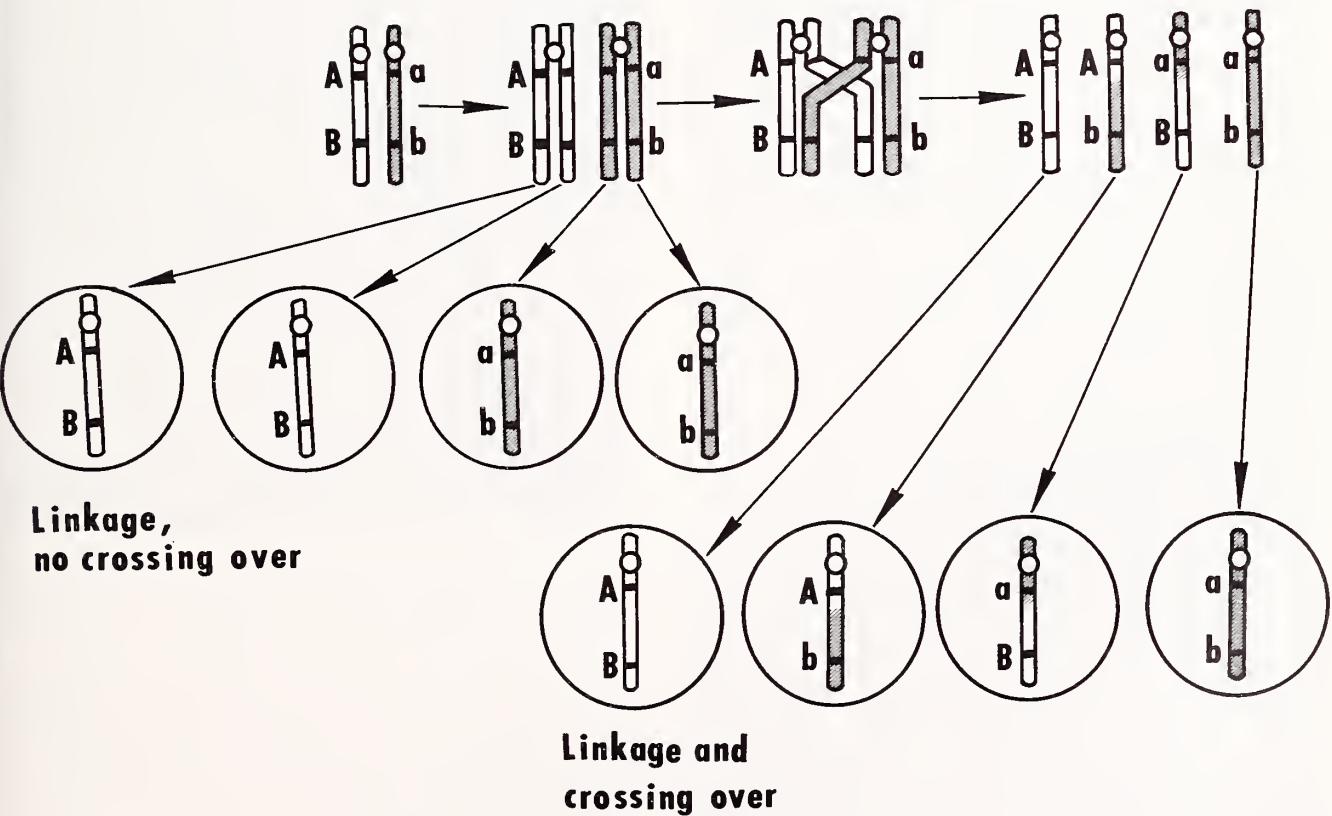 A a A a A a A A a a
B b B b B b B b B b
A A a a
B B b b
Linkage,
no crossing over
A A a a
B b B b
Linkage and
crossing over